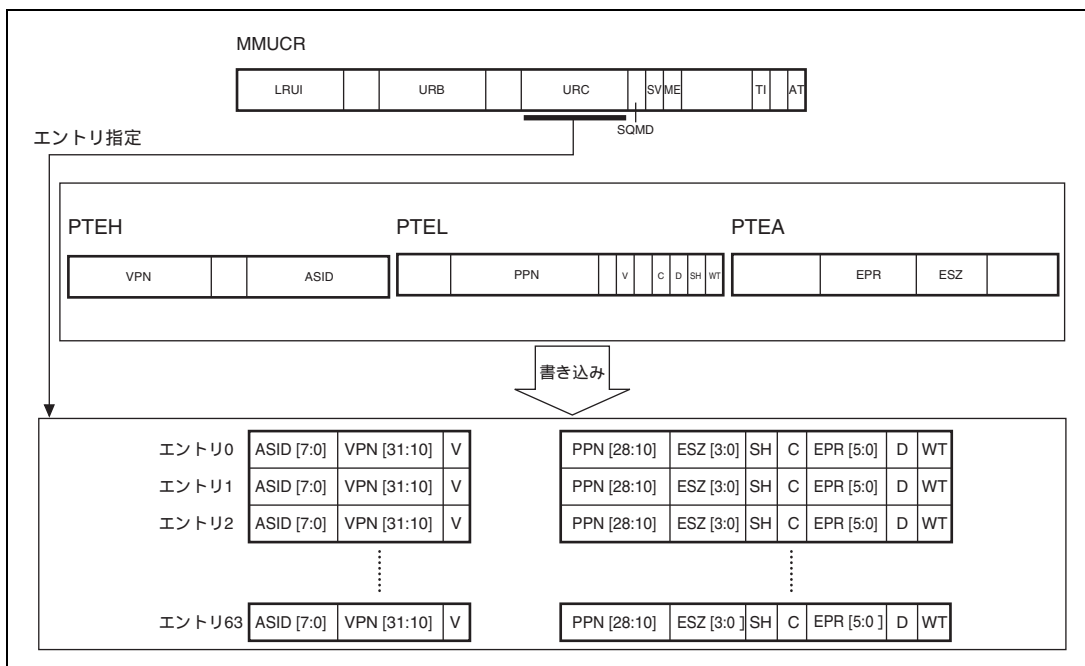 MMUCR
LRUI URB URC SV ME TI AT
SQMD
エントリ指定
PTEH PTEL PTEA
VPN ASID PPN V C D SH WT EPR ESZ
書き込み
エントリ0 ASID [7:0] VPN [31:10] V PPN [28:10] ESZ [3:0] SH C EPR [5:0] D WT
エントリ1 ASID [7:0] VPN [31:10] V PPN [28:10] ESZ [3:0] SH C EPR [5:0] D WT
エントリ2 ASID [7:0] VPN [31:10] V PPN [28:10] ESZ [3:0] SH C EPR [5:0] D WT
エントリ63 ASID [7:0] VPN [31:10] V PPN [28:10] ESZ [3:0 ] SH C EPR [5:0 ] D WT